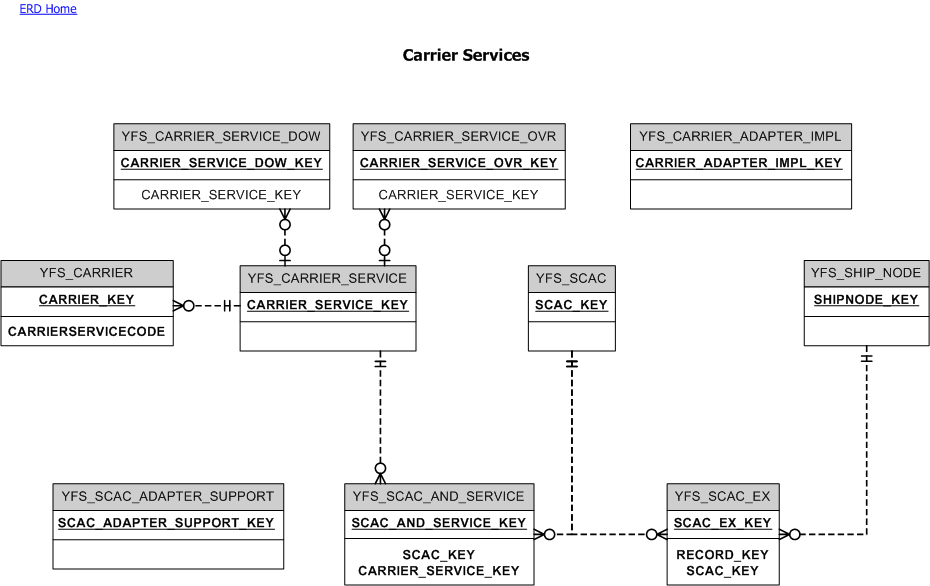 ERD Home
Carrier Services
YFS_CARRIER_SERVICE_DOW
CARRIER_SERVICE_DOW_KEY
CARRIER_SERVICE_KEY
YFS_CARRIER_SERVICE_OVR
CARRIER_SERVICE_OVR_KEY
CARRIER_SERVICE_KEY
YFS_CARRIER_ADAPTER_IMPL
CARRIER_ADAPTER_IMPL_KEY
YFS_CARRIER
CARRIER_KEY
CARRIERSERVICECODE
YFS_CARRIER_SERVICE
CARRIER_SERVICE_KEY
YFS_SCAC
SCAC_KEY
YFS_SHIP_NODE
SHIPNODE_KEY
YFS_SCAC_ADAPTER_SUPPORT
SCAC_ADAPTER_SUPPORT_KEY
YFS_SCAC_AND_SERVICE
SCAC_AND_SERVICE_KEY
SCAC_KEY
CARRIER_SERVICE_KEY
YFS_SCAC_EX
SCAC_EX_KEY
RECORD_KEY
SCAC_KEY